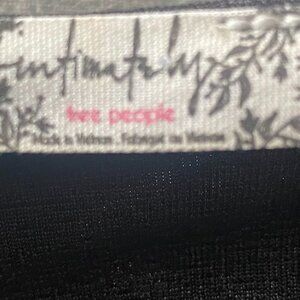 intimately
free people
Made in Vietnam . Fabriqué au Vietnam